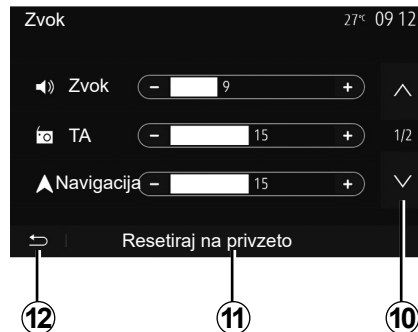 Zvok 27°C 09 12
Zvok - 9 +
TA - 15 + 1/2
Navigacija - 15 +
Resetiraj na privzeto
12 11 10